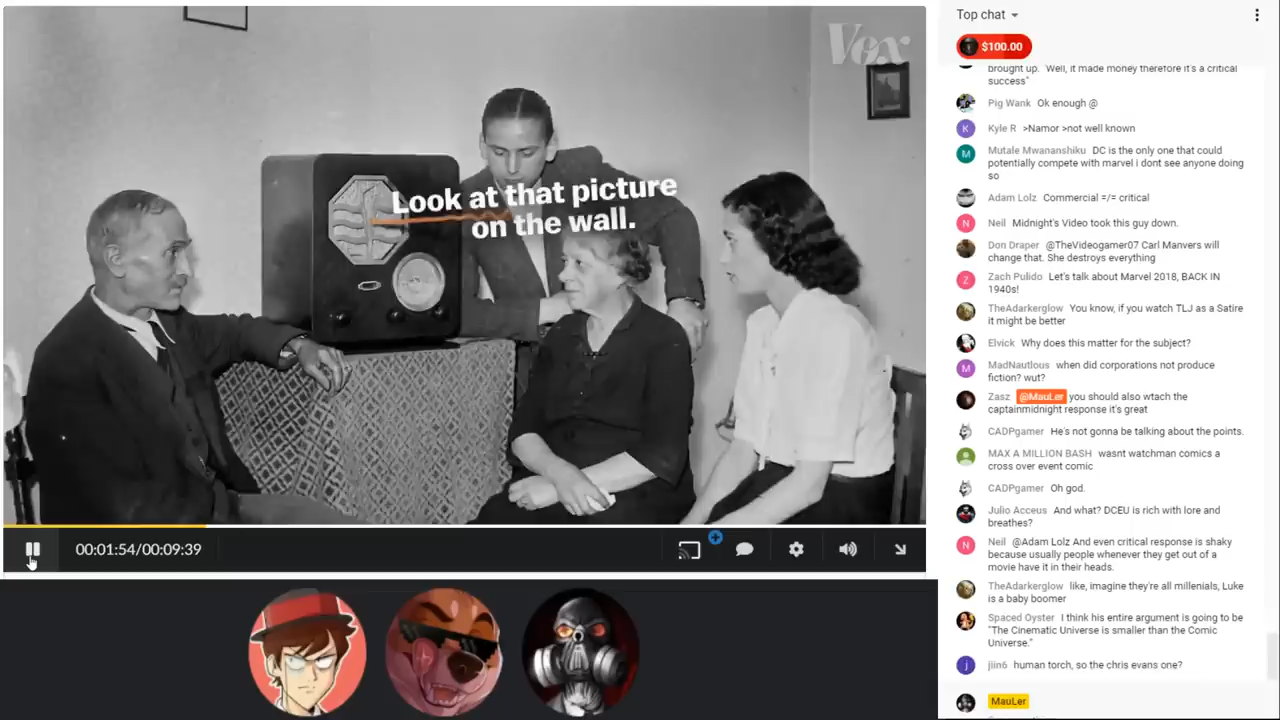 Vox
Look at that picture
on the wall.
00:01:54/00:09:39
Top chat
$100.00
brought up. "Well, it made money therefore it's a critical
success"
Pig Wank Ok enough @
K
Kyle R >Namor >not well known
M
Mutale Mwananshiku DC is the only one that could
potentially compete with marvel i dont see anyone doing
so
Adam Lolz Commercial =/= critical
N
Neil Midnight's Video took this guy down.
Don Draper @TheVideogamer07 Carl Manvers will
change that. She destroys everything
Z
Zach Pulido Let's talk about Marvel 2018, BACK IN
1940s!
TheAdarkerglow You know, if you watch TLJ as a Satire
it might be better
Elvick Why does this matter for the subject?
M
MadNautlous when did corporations not produce
fiction? wut?
Zasz @MauLer you should also wtach the
captainmidnight response it's great
CADPgamer He's not gonna be talking about the points.
MAX A MILLION BASH wasnt watchman comics a
cross over event comic
CADPgamer Oh god.
Julio Acceus And what? DCEU is rich with lore and
breathes?
N
Neil @Adam Lolz And even critical response is shaky
because usually people whenever they get out of a
movie have it in their heads.
TheAdarkerglow like, imagine they're all millenials, Luke
is a baby boomer
Spaced Oyster I think his entire argument is going to be
"The Cinematic Universe is smaller than the Comic
Universe."
j
jiin6 human torch, so the chris evans one?
MauLer